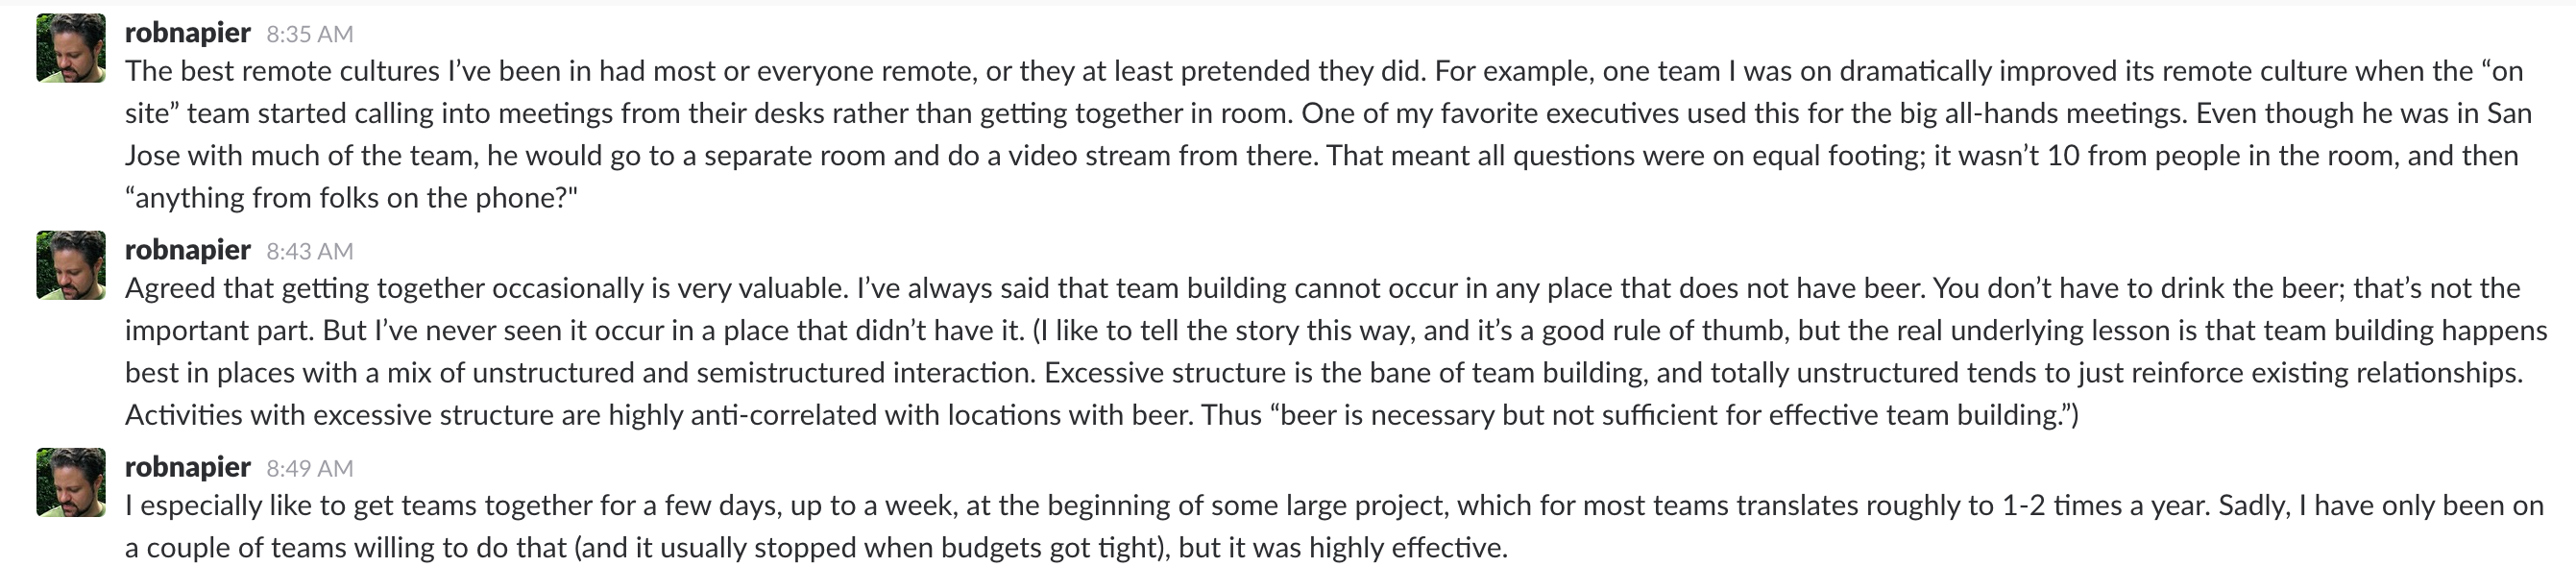 robnapier 8:35 AM
The best remote cultures I’ve been in had most or everyone remote, or they at least pretended they did. For example, one team I was on dramatically improved its remote culture when the “on
site” team started calling into meetings from their desks rather than getting together in room. One of my favorite executives used this for the big all-hands meetings. Even though he was in San
Jose with much of the team, he would go to a separate room and do a video stream from there. That meant all questions were on equal footing; it wasn’t 10 from people in the room, and then
“anything from folks on the phone?"
robnapier 8:43 AM
Agreed that getting together occasionally is very valuable. I’ve always said that team building cannot occur in any place that does not have beer. You don’t have to drink the beer; that’s not the
important part. But I’ve never seen it occur in a place that didn’t have it. (I like to tell the story this way, and it’s a good rule of thumb, but the real underlying lesson is that team building happens
best in places with a mix of unstructured and semistructured interaction. Excessive structure is the bane of team building, and totally unstructured tends to just reinforce existing relationships.
Activities with excessive structure are highly anti-correlated with locations with beer. Thus “beer is necessary but not sufficient for effective team building.”)
robnapier 8:49 AM
I especially like to get teams together for a few days, up to a week, at the beginning of some large project, which for most teams translates roughly to 1-2 times a year. Sadly, I have only been on
a couple of teams willing to do that (and it usually stopped when budgets got tight), but it was highly effective.